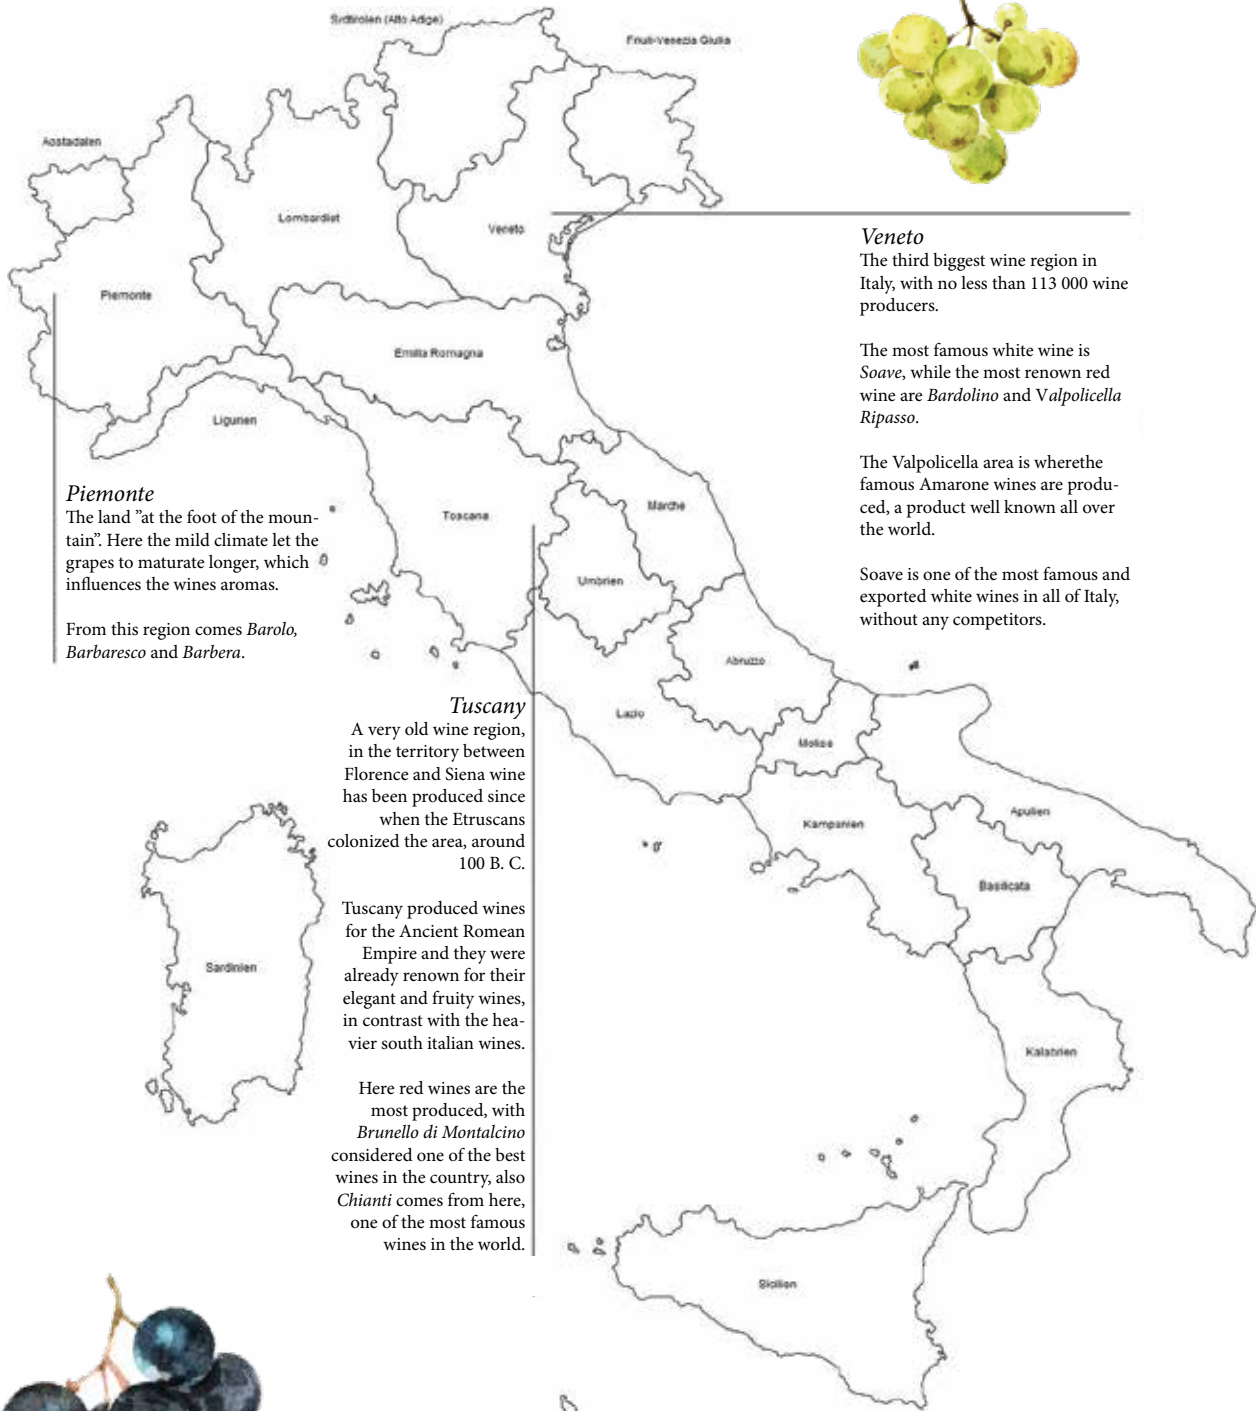 Sydtirolen (Alto Adige)
Friuli-Venezia Giulia
Aostadalen
Lombardiet
Veneto
Piemonte
Emilia Romagna
Ligurien
Toscana
Marche
Umbrien
Abruzzo
Lazio
Molise
Kampanien
Apulien
Basilicata
Sardinien
Kalabrien
Sicilien
Veneto
The third biggest wine region in
Italy, with no less than 113 000 wine
producers.
The most famous white wine is
Soave, while the most renown red
wine are Bardolino and Valpolicella
Ripasso.
The Valpolicella area is wherethe
famous Amarone wines are produ-
ced, a product well known all over
the world.
Soave is one of the most famous and
exported white wines in all of Italy,
without any competitors.
Piemonte
The land ”at the foot of the moun-
tain”. Here the mild climate let the
grapes to maturate longer, which
influences the wines aromas.
From this region comes Barolo,
Barbaresco and Barbera.
Tuscany
A very old wine region,
in the territory between
Florence and Siena wine
has been produced since
when the Etruscans
colonized the area, around
100 B. C.
Tuscany produced wines
for the Ancient Romean
Empire and they were
already renown for their
elegant and fruity wines,
in contrast with the hea-
vier south italian wines.
Here red wines are the
most produced, with
Brunello di Montalcino
considered one of the best
wines in the country, also
Chianti comes from here,
one of the most famous
wines in the world.